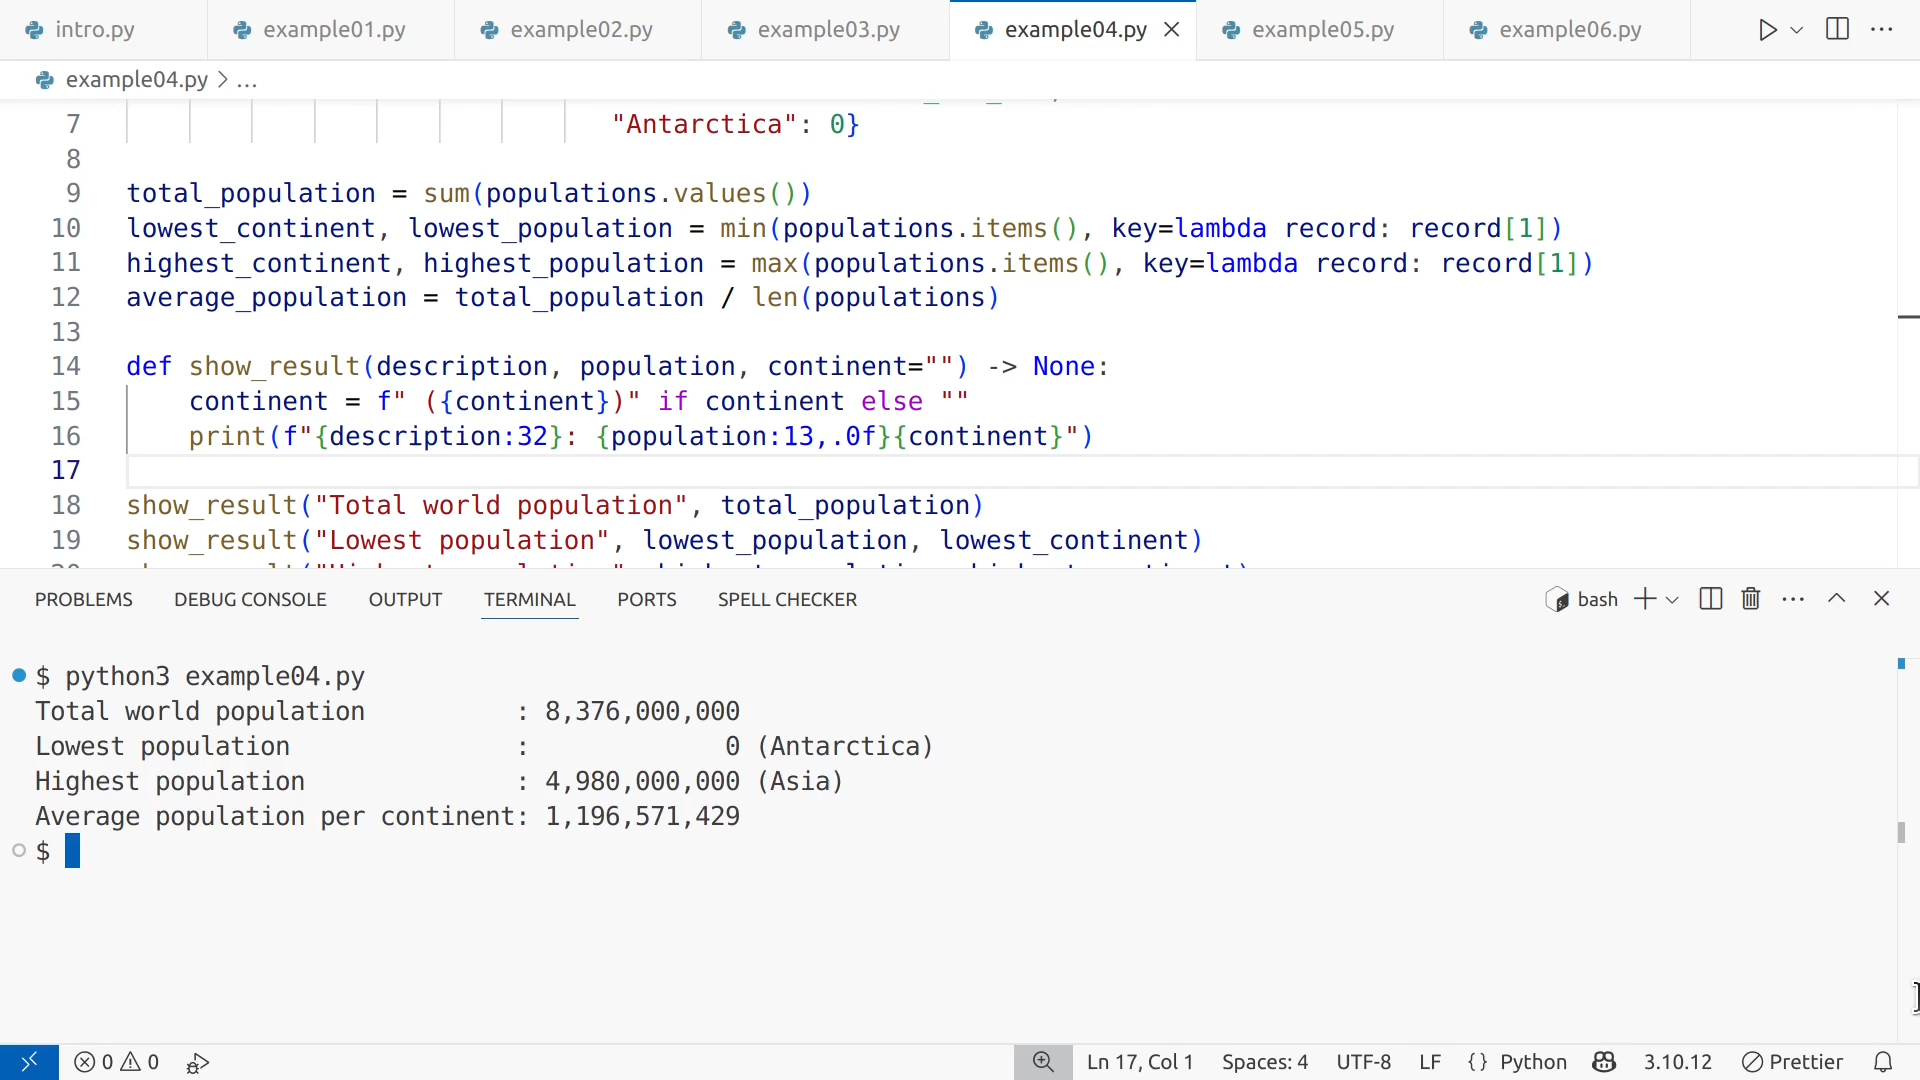 intro.py example01.py example02.py example03.py example04.py example05.py example06.py
example04.py > ...
7 "Antarctica": 0}
8
9 total_population = sum(populations.values())
10 lowest_continent, lowest_population = min(populations.items(), key=lambda record: record[1])
11 highest_continent, highest_population = max(populations.items(), key=lambda record: record[1])
12 average_population = total_population / len(populations)
13
14 def show_result(description, population, continent="") -> None:
15 continent = f" ({continent})" if continent else ""
16 print(f"{description:32}: {population:13,.0f}{continent}")
17
18 show_result("Total world population", total_population)
19 show_result("Lowest population", lowest_population, lowest_continent)
PROBLEMS DEBUG CONSOLE OUTPUT TERMINAL PORTS SPELL CHECKER bash
$ python3 example04.py
Total world population : 8,376,000,000
Lowest population : 0 (Antarctica)
Highest population : 4,980,000,000 (Asia)
Average population per continent: 1,196,571,429
$
0 0 Ln 17, Col 1 Spaces: 4 UTF-8 LF {} Python 3.10.12 Prettier